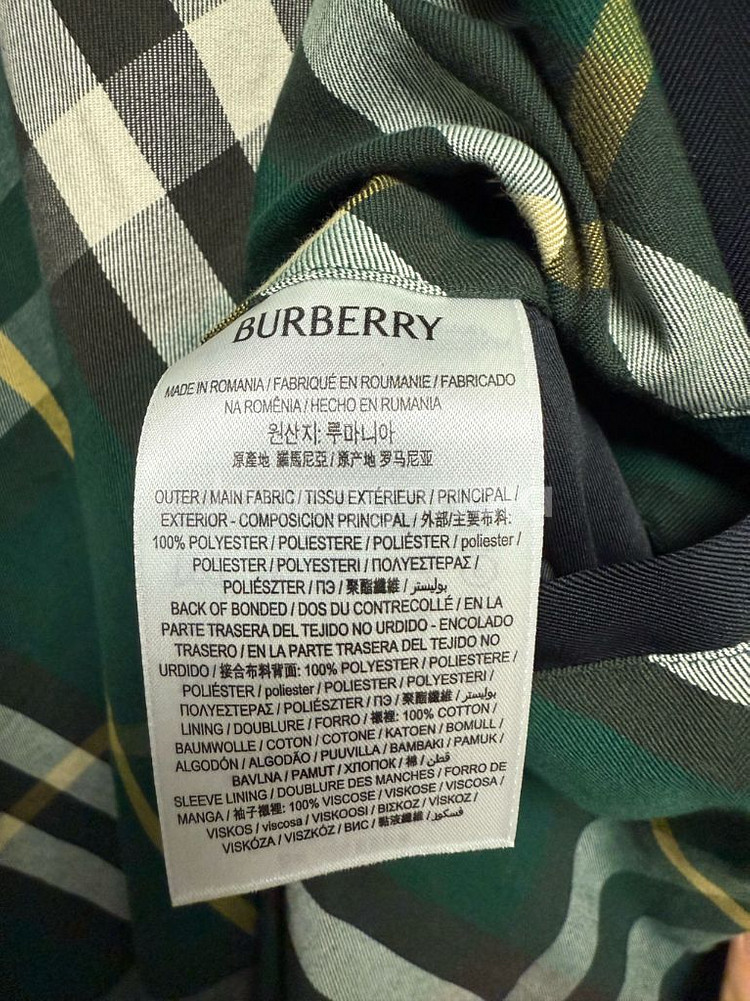 BURBERRY
MADE IN ROMANIA / FABRIQUÉ EN ROUMANIE / FABRICADO
NA ROMÊNIA / HECHO EN RUMANIA
원산지: 루마니아
原產地 羅馬尼亞 / 原产地 罗马尼亚
OUTER / MAIN FABRIC / TISSU EXTÉRIEUR / PRINCIPAL /
EXTERIOR - COMPOSICION PRINCIPAL / 外部/主要布料:
100% POLYESTER / POLIESTERE / POLIÉSTER / poliester /
POLIESTER / POLYESTERI / ΠΟΛΥΕΣΤΕΡΑΣ /
POLIÉSZTER / ПЭ / 聚酯纖維 / بوليستر
BACK OF BONDED / DOS DU CONTRECOLLÉ / EN LA
PARTE TRASERA DEL TEJIDO NO URDIDO - ENCOLADO
TRASERO / EN LA PARTE TRASERA DEL TEJIDO NO
URDIDO / 接合布料背面: 100% POLYESTER / POLIESTERE /
POLIÉSTER / poliester / POLIESTER / POLYESTERI /
ΠΟΛΥΕΣΤΕΡΑΣ / POLIÉSZTER / ПЭ / 聚酯纖維 / بوليستر
LINING / DOUBLURE / FORRO / 襯裡: 100% COTTON /
BAUMWOLLE / COTON / COTONE / KATOEN / BOMULL /
ALGODÓN / ALGODÃO / PUUVILLA / BAMBAKI / PAMUK /
BAVLNA / PAMUT / ХЛОПОК / 棉 / قطن
SLEEVE LINING / DOUBLURE DES MANCHES / FORRO DE
MANGA / 袖子襯裡: 100% VISCOSE / VISKOSE / VISCOSA /
VISKOS / viscosa / VISKOOSI / ΒΙΣΚΟΖ / VİSKOZ /
VISKÓZA / VISZKÓZ / ВИС / 黏液纖維 / فسكوز